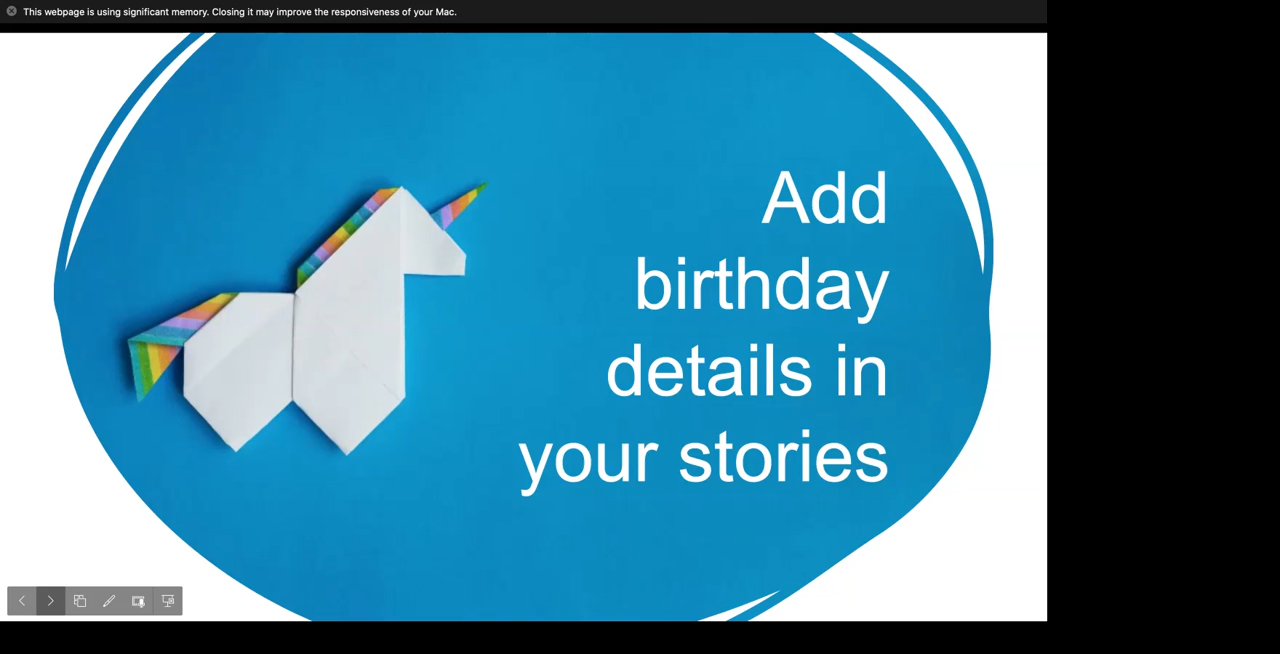 This webpage is using significant memory. Closing it may improve the responsiveness of your Mac.
Add
birthday
details in
your stories